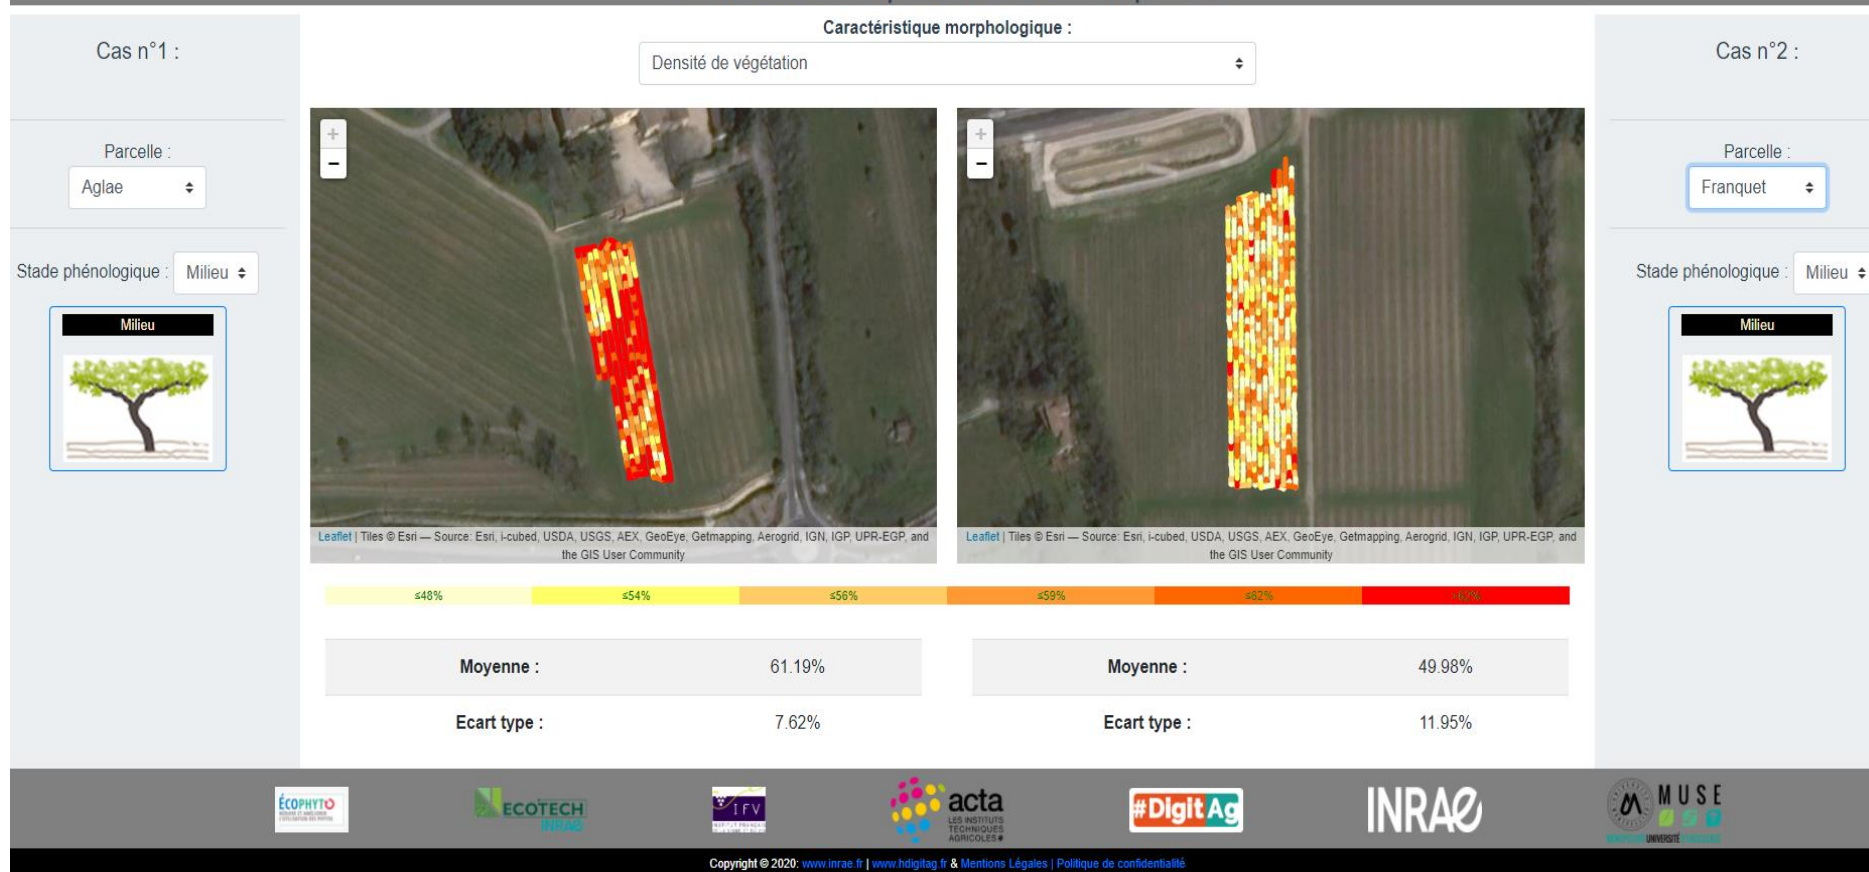 Caractéristique morphologique :
Densité de végétation
Cas n°1 :
Parcelle :
Aglae
Stade phénologique : Milieu
Milieu
+
−
Leaflet | Tiles © Esri — Source: Esri, i-cubed, USDA, USGS, AEX, GeoEye, Getmapping, Aerogrid, IGN, IGP, UPR-EGP, and
the GIS User Community
+
−
Leaflet | Tiles © Esri — Source: Esri, i-cubed, USDA, USGS, AEX, GeoEye, Getmapping, Aerogrid, IGN, IGP, UPR-EGP, and
the GIS User Community
Cas n°2 :
Parcelle :
Franquet
Stade phénologique : Milieu
Milieu
≤48% ≤54% ≤56% ≤59% ≤62% >62%
Moyenne : 61.19%
Ecart type : 7.62%
Moyenne : 49.98%
Ecart type : 11.95%
ÉCOPHYTO
ECOTECH
INRAE
IFV
acta
LES INSTITUTS
TECHNIQUES
AGRICOLES
#DigitAg
INRAE
MUSE
Copyright © 2020: www.inrae.fr | www.hdigitag.fr & Mentions Légales | Politique de confidentialité